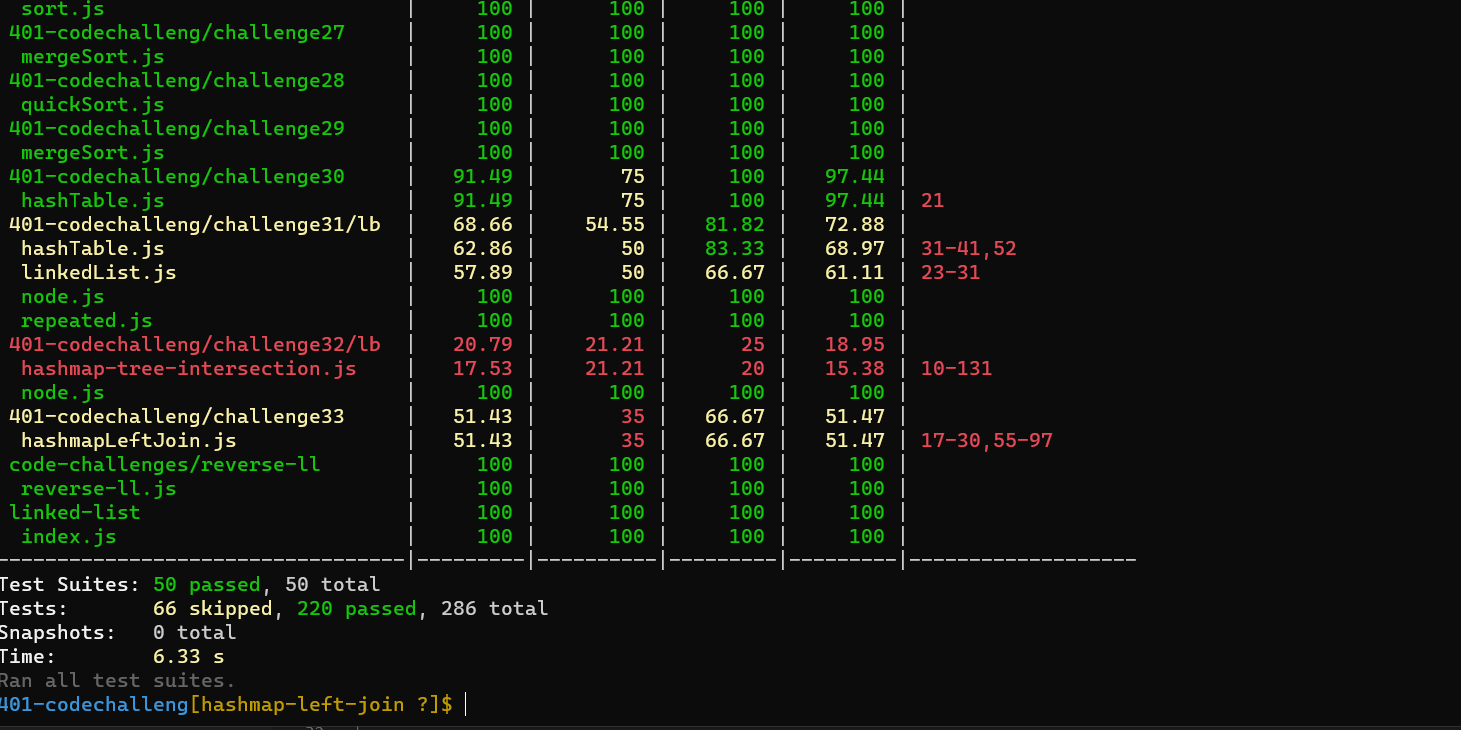 sort.js | 100 | 100 | 100 | 100 |
401-codechalleng/challenge27 | 100 | 100 | 100 | 100 |
mergeSort.js | 100 | 100 | 100 | 100 |
401-codechalleng/challenge28 | 100 | 100 | 100 | 100 |
quickSort.js | 100 | 100 | 100 | 100 |
401-codechalleng/challenge29 | 100 | 100 | 100 | 100 |
mergeSort.js | 100 | 100 | 100 | 100 |
401-codechalleng/challenge30 | 91.49 | 75 | 100 | 97.44 |
hashTable.js | 91.49 | 75 | 100 | 97.44 | 21
401-codechalleng/challenge31/lb | 68.66 | 54.55 | 81.82 | 72.88 |
hashTable.js | 62.86 | 50 | 83.33 | 68.97 | 31-41,52
linkedList.js | 57.89 | 50 | 66.67 | 61.11 | 23-31
node.js | 100 | 100 | 100 | 100 |
repeated.js | 100 | 100 | 100 | 100 |
401-codechalleng/challenge32/lb | 20.79 | 21.21 | 25 | 18.95 |
hashmap-tree-intersection.js | 17.53 | 21.21 | 20 | 15.38 | 10-131
node.js | 100 | 100 | 100 | 100 |
401-codechalleng/challenge33 | 51.43 | 35 | 66.67 | 51.47 |
hashmapLeftJoin.js | 51.43 | 35 | 66.67 | 51.47 | 17-30,55-97
code-challenges/reverse-ll | 100 | 100 | 100 | 100 |
reverse-ll.js | 100 | 100 | 100 | 100 |
linked-list | 100 | 100 | 100 | 100 |
index.js | 100 | 100 | 100 | 100 |
----------------------------------|---------|----------|---------|---------|-------------------
Test Suites: 50 passed, 50 total
Tests: 66 skipped, 220 passed, 286 total
Snapshots: 0 total
Time: 6.33 s
Ran all test suites.
401-codechalleng[hashmap-left-join ?]$